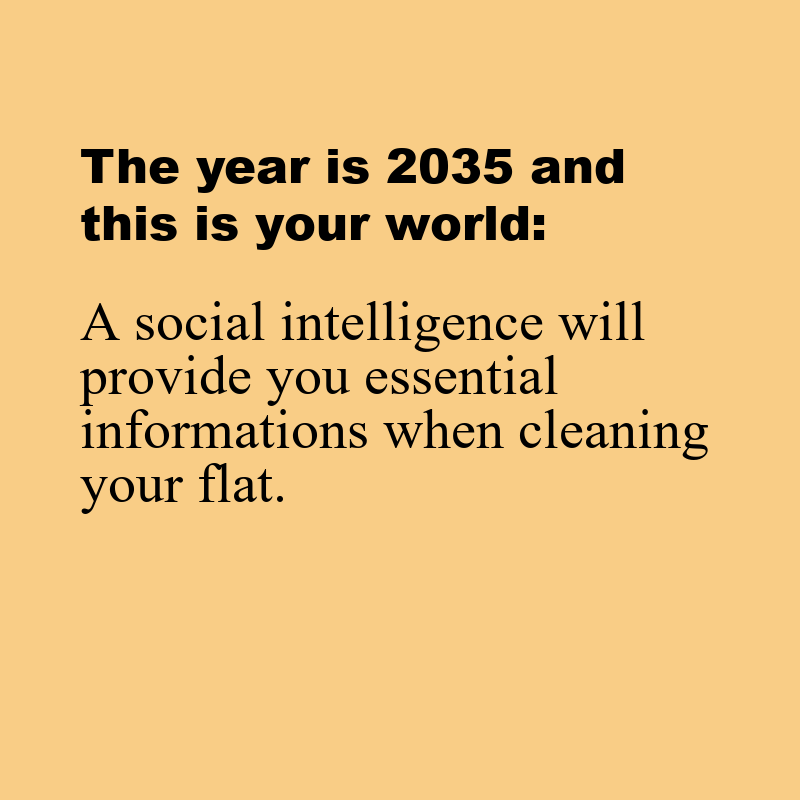 The year is 2035 and
this is your world:
A social intelligence will
provide you essential
informations when cleaning
your flat.